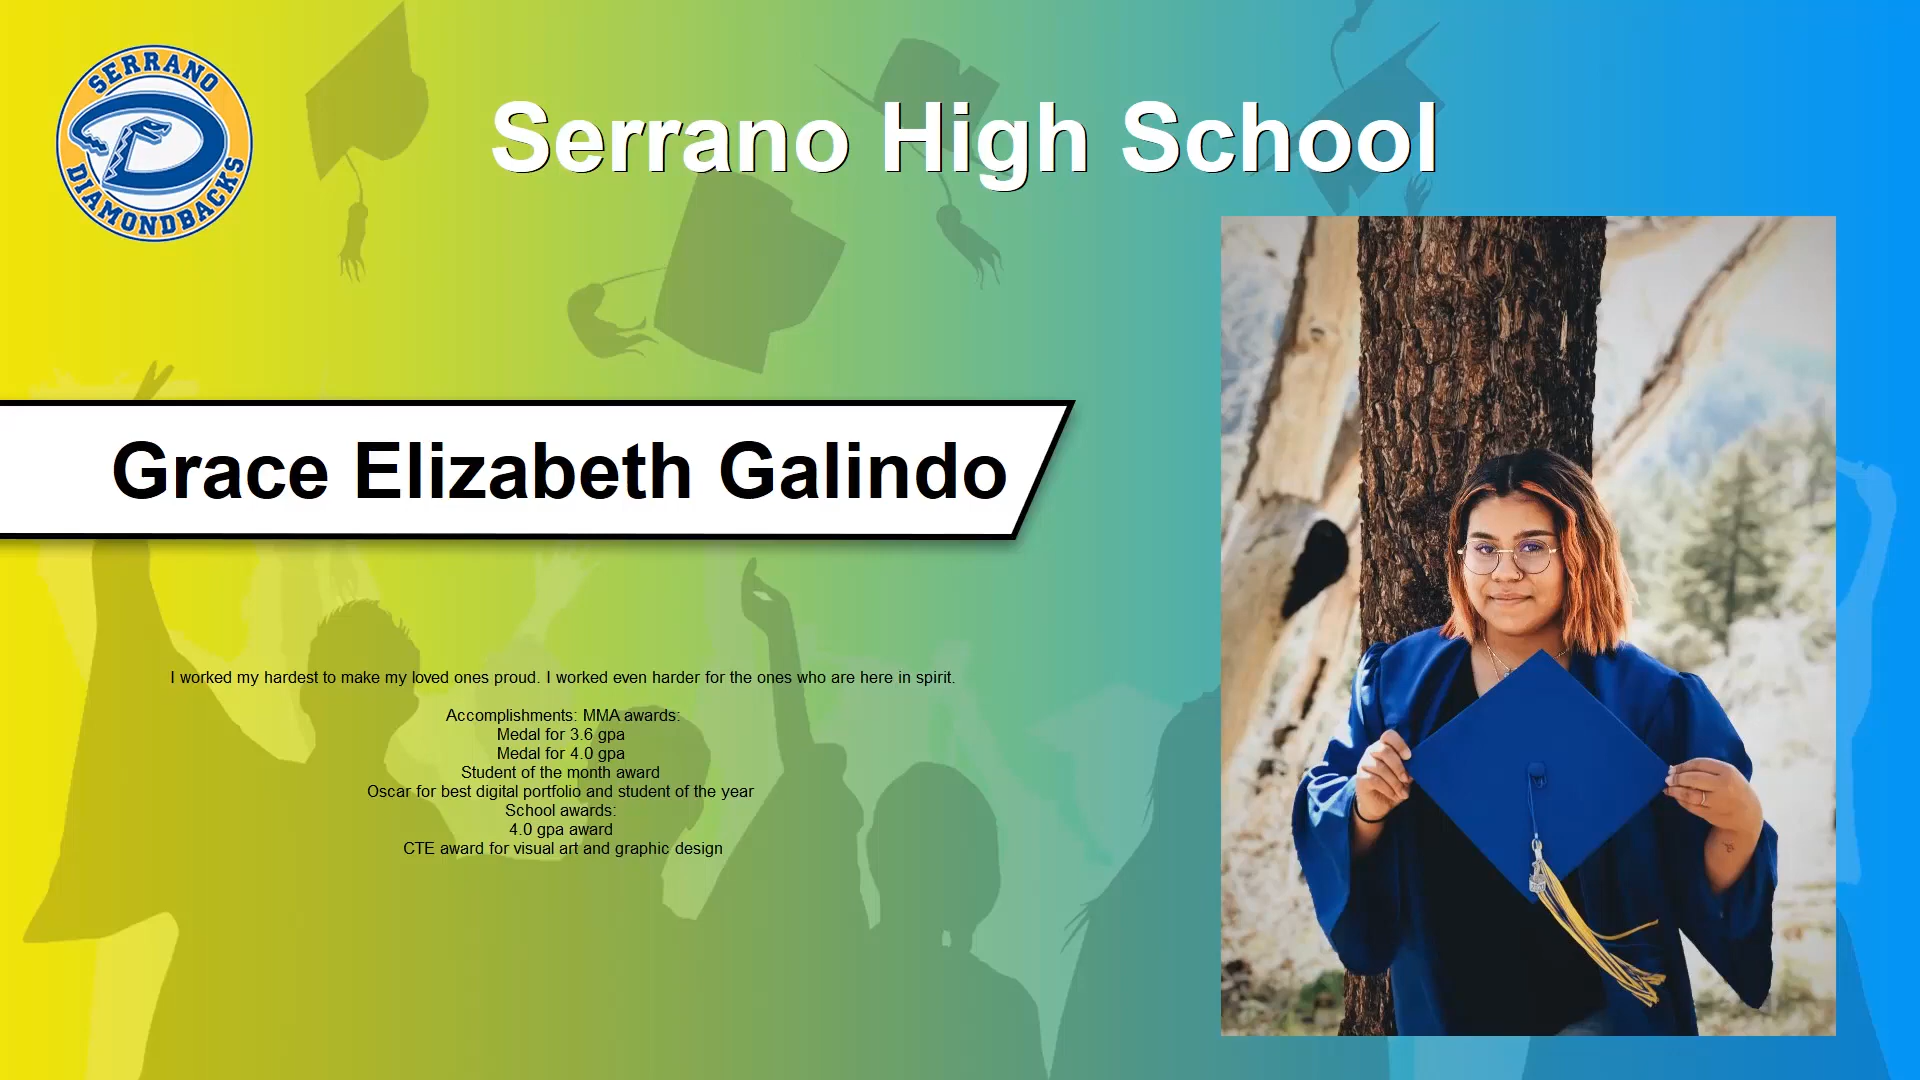 SERRANO
DIAMONDBACKS
Serrano High School
Grace Elizabeth Galindo
I worked my hardest to make my loved ones proud. I worked even harder for the ones who are here in spirit.
Accomplishments: MMA awards:
Medal for 3.6 gpa
Medal for 4.0 gpa
Student of the month award
Oscar for best digital portfolio and student of the year
School awards:
4.0 gpa award
CTE award for visual art and graphic design